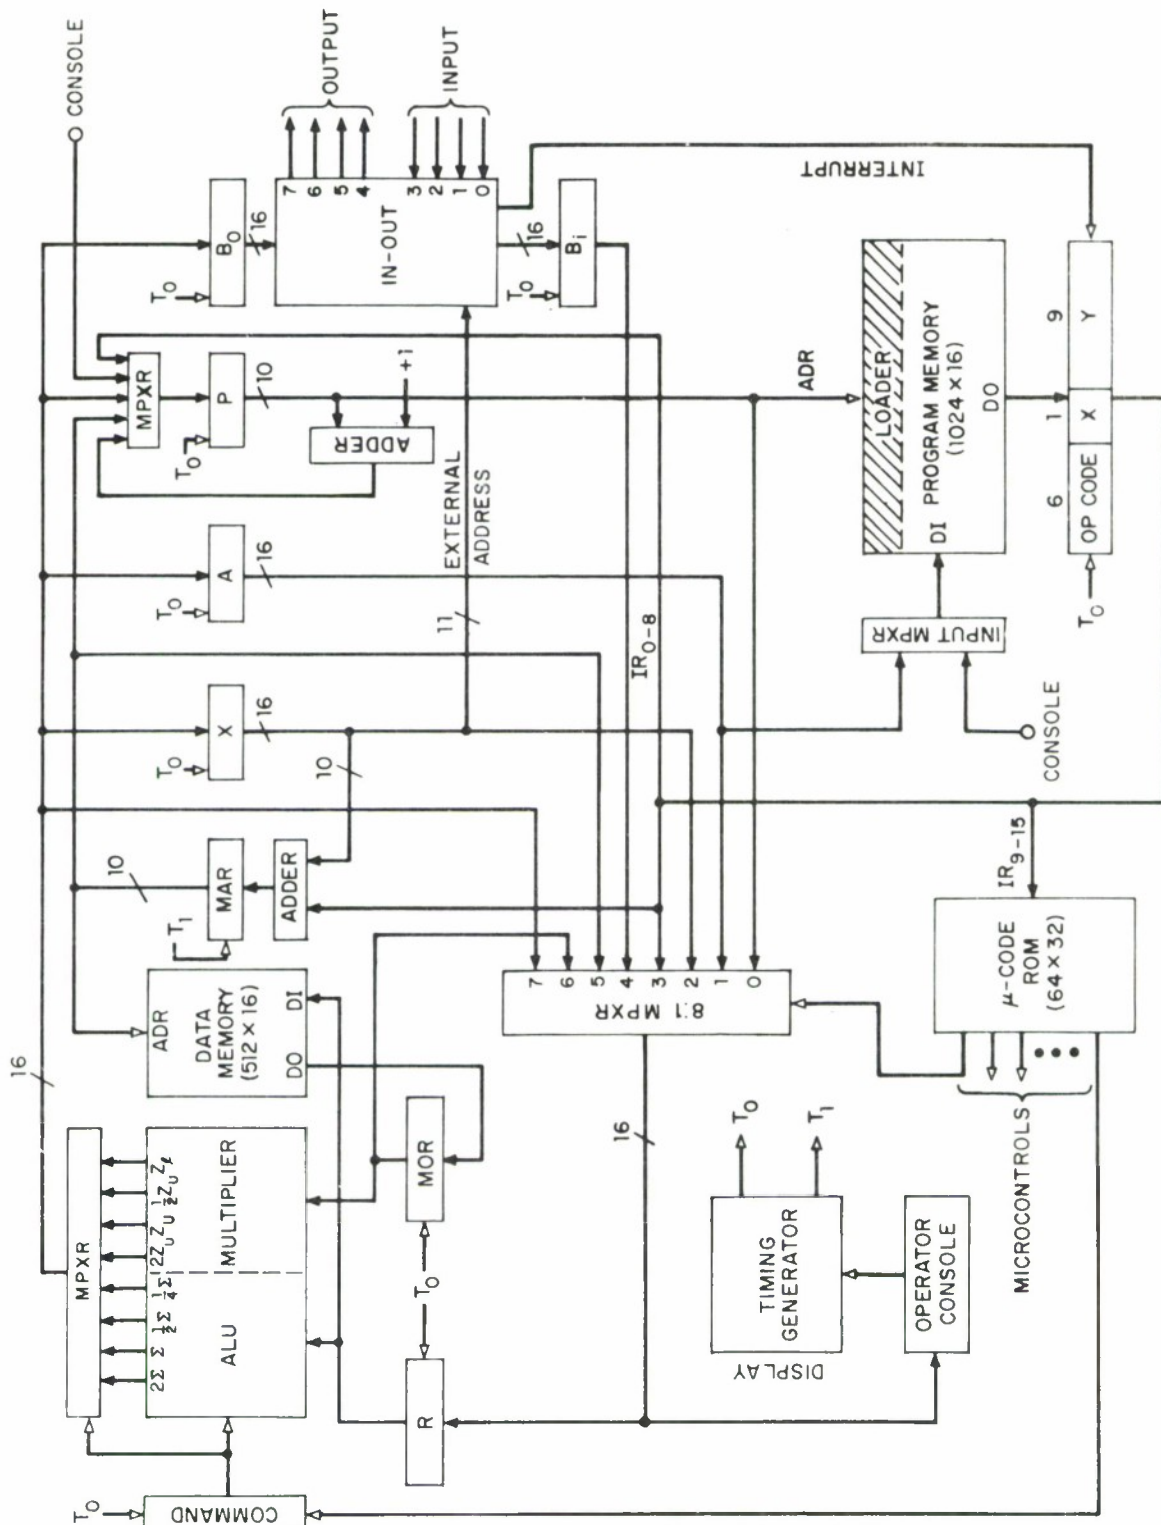 CONSOLE
OUTPUT
INPUT
T0
B0
16
7
6
5
4
3
2
1
0
IN-OUT
16
T0
Bi
INTERRUPT
MPXR
T0
P
10
ADDER
+1
EXTERNAL
ADDRESS
11
T0
A
16
T0
X
16
10
IR0-8
ADR
LOADER
DI PROGRAM MEMORY
(1024 × 16)
DO
6 1 9
OP CODE X Y
T0
INPUT MPXR
CONSOLE
10
MAR
T1
ADDER
16
ADR
DATA
MEMORY
(512 × 16)
DO DI
7
6
5
4
3
2
1
0
8:1 MPXR
IR9-15
μ-CODE
ROM
(64 × 32)
MICROCONTROLS
MPXR
2Σ Σ ½Σ ¼Σ 2ZU ZU ½ZU Zℓ
ALU MULTIPLIER
R
T0
MOR
16
T0
T1
TIMING
GENERATOR
DISPLAY
OPERATOR
CONSOLE
T0
COMMAND